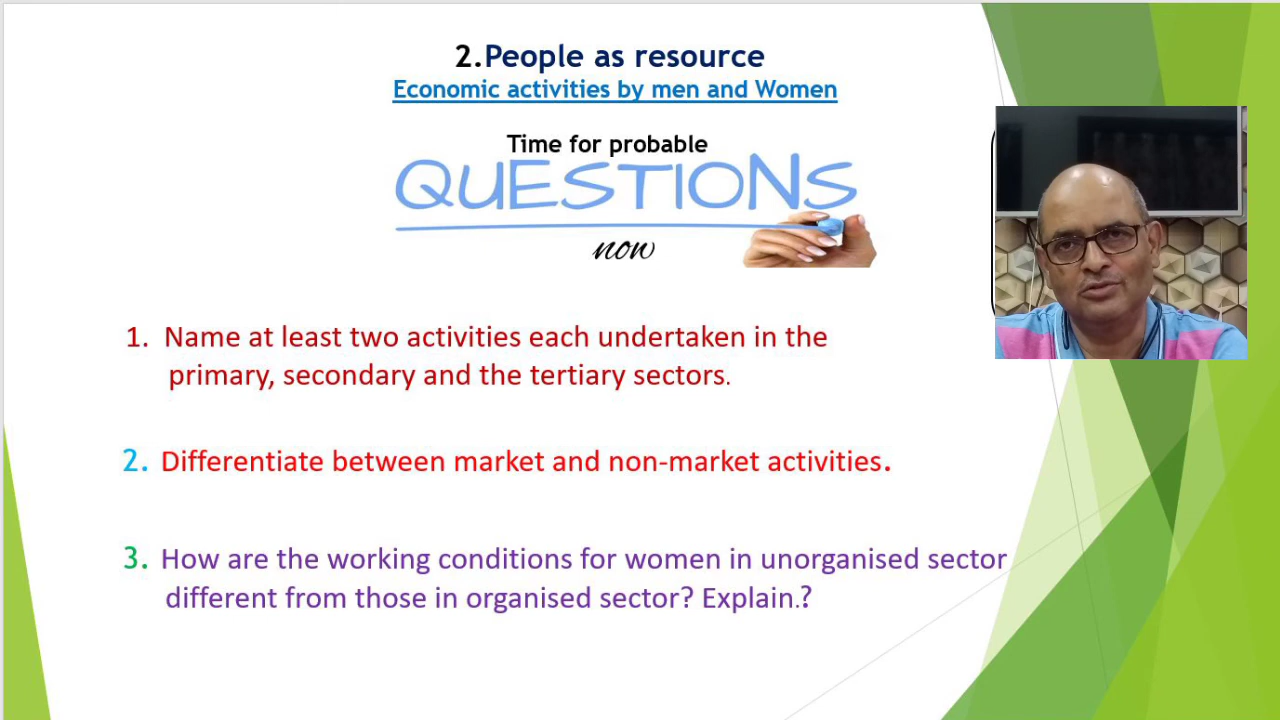 2.People as resource
Economic activities by men and Women
Time for probable
QUESTIONS
now
1. Name at least two activities each undertaken in the
primary, secondary and the tertiary sectors.
2. Differentiate between market and non-market activities.
3. How are the working conditions for women in unorganised sector
different from those in organised sector? Explain.?